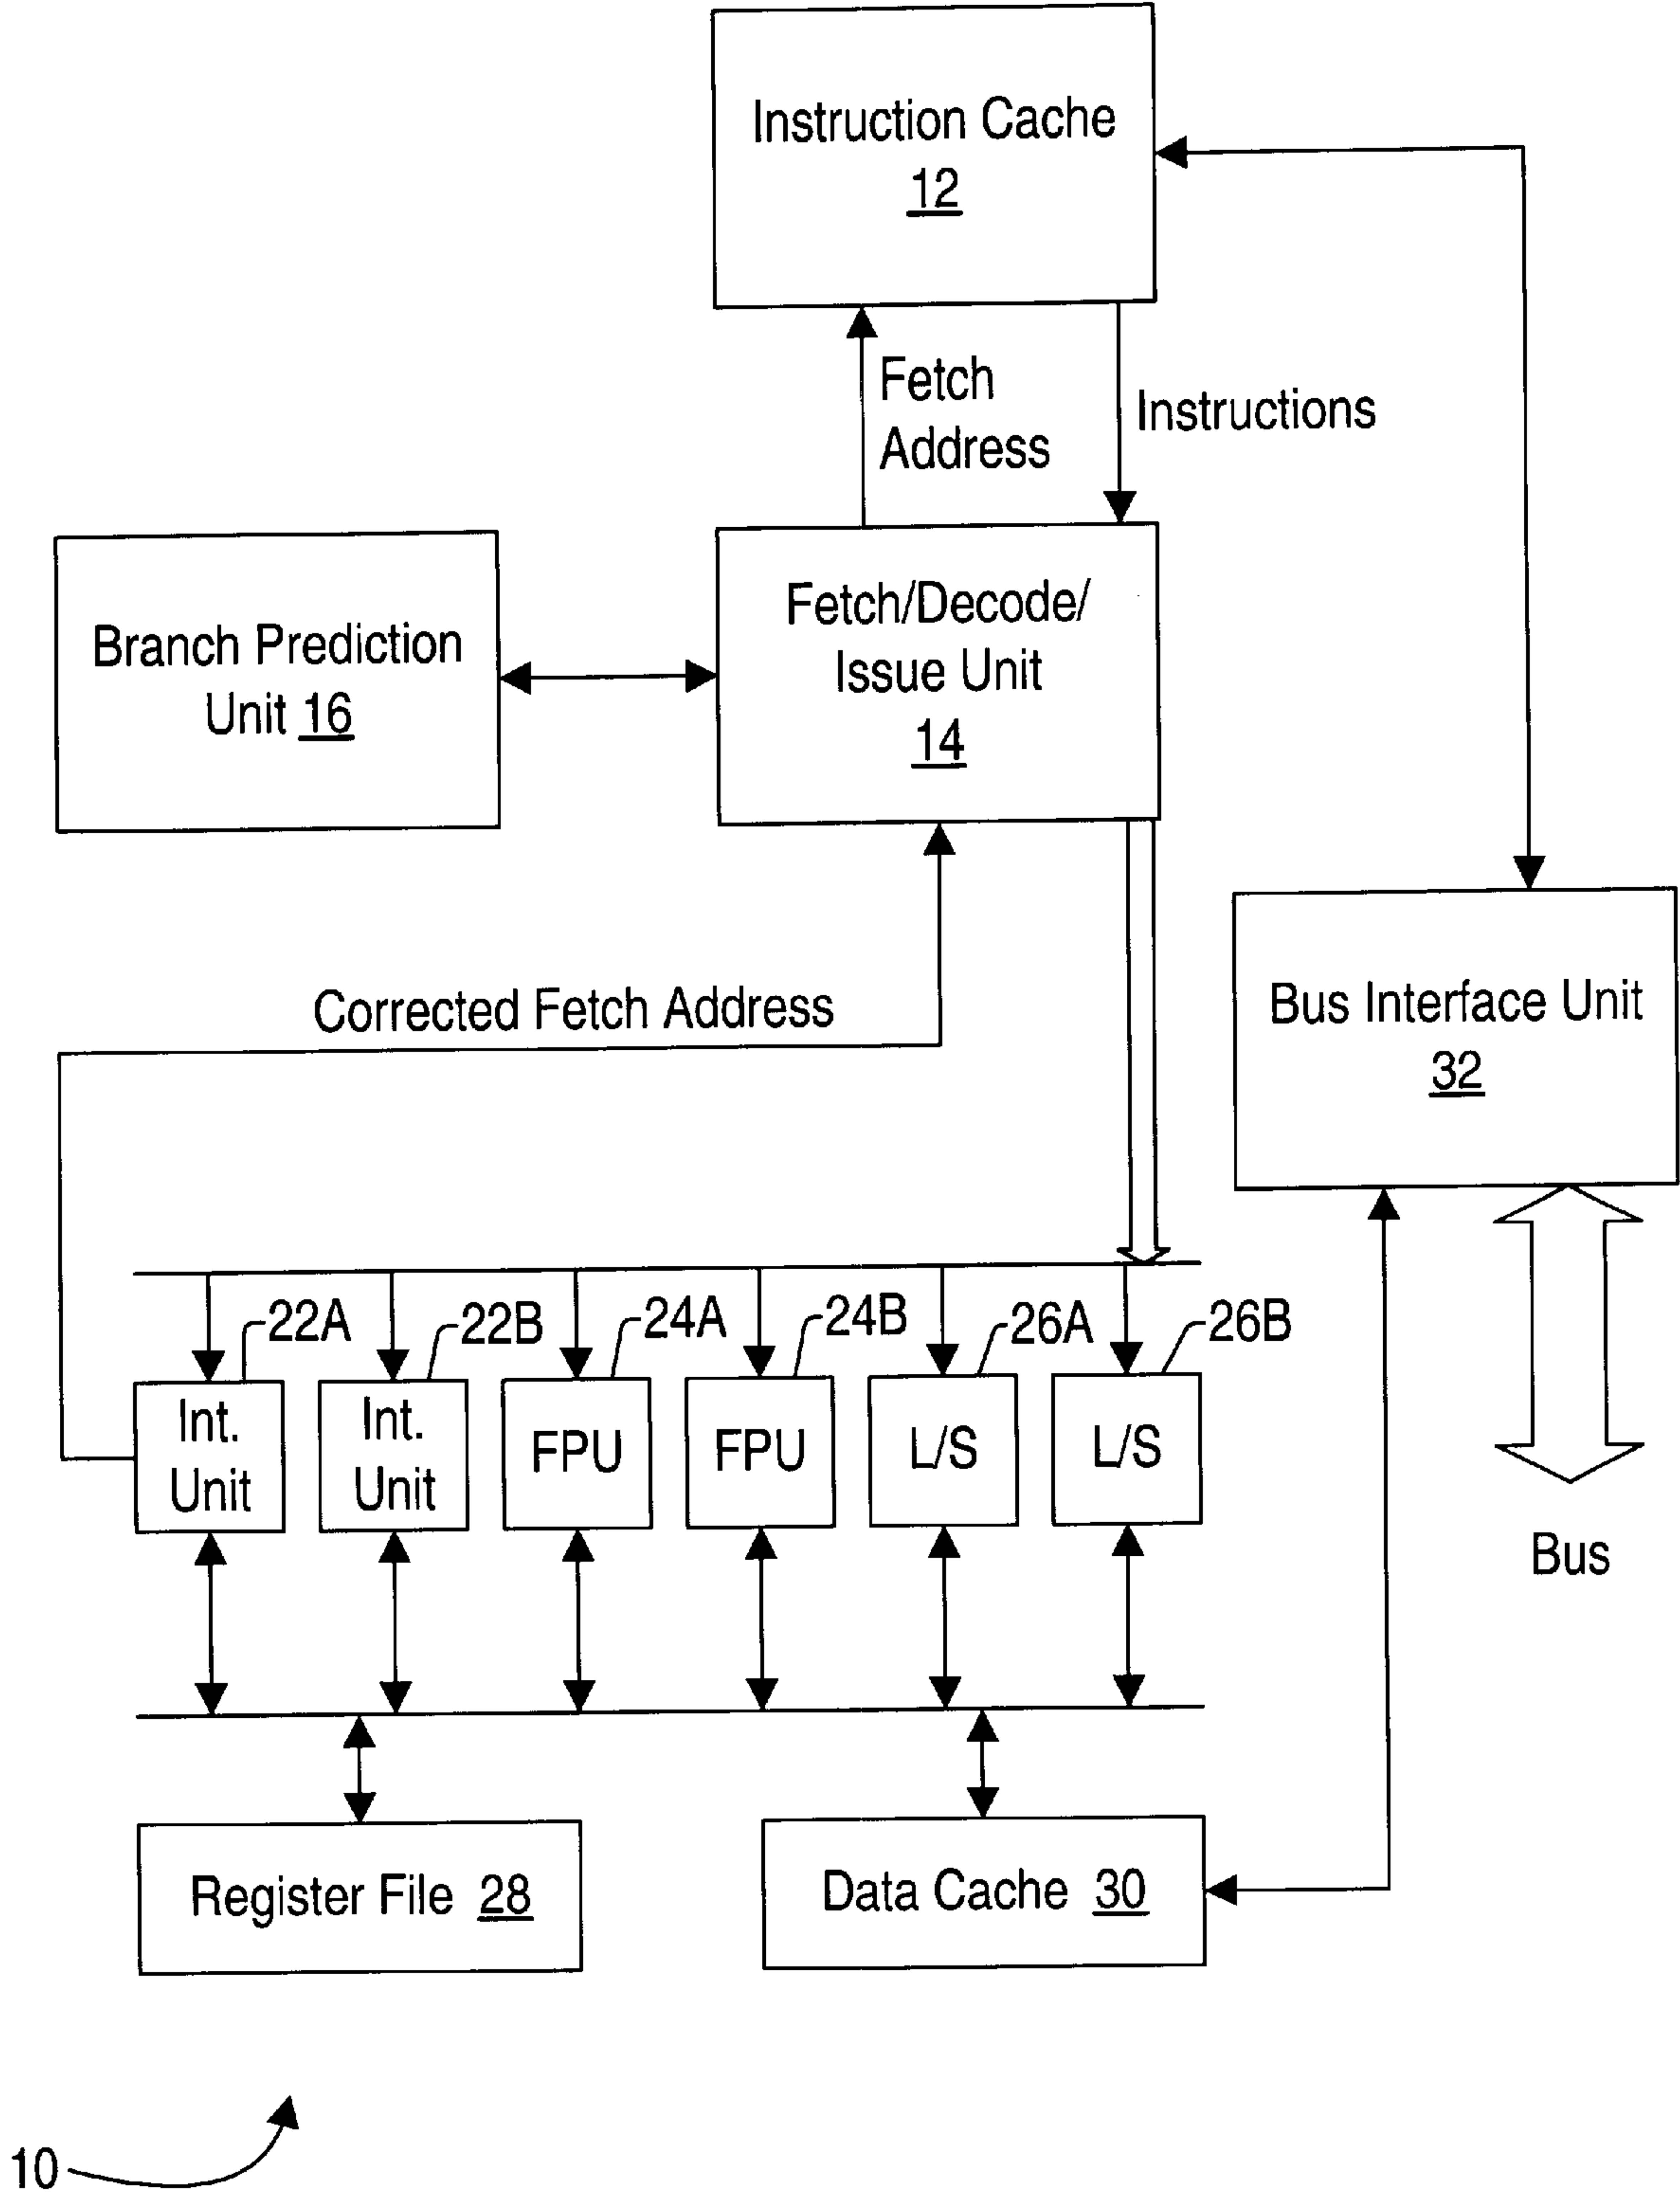 Instruction Cache
12
Fetch
Address
Instructions
Branch Prediction
Unit 16
Fetch/Decode/
Issue Unit
14
Corrected Fetch Address
Bus Interface Unit
32
22A
22B
24A
24B
26A
26B
Int.
Unit
Int.
Unit
FPU
FPU
L/S
L/S
Bus
Register File 28
Data Cache 30
10